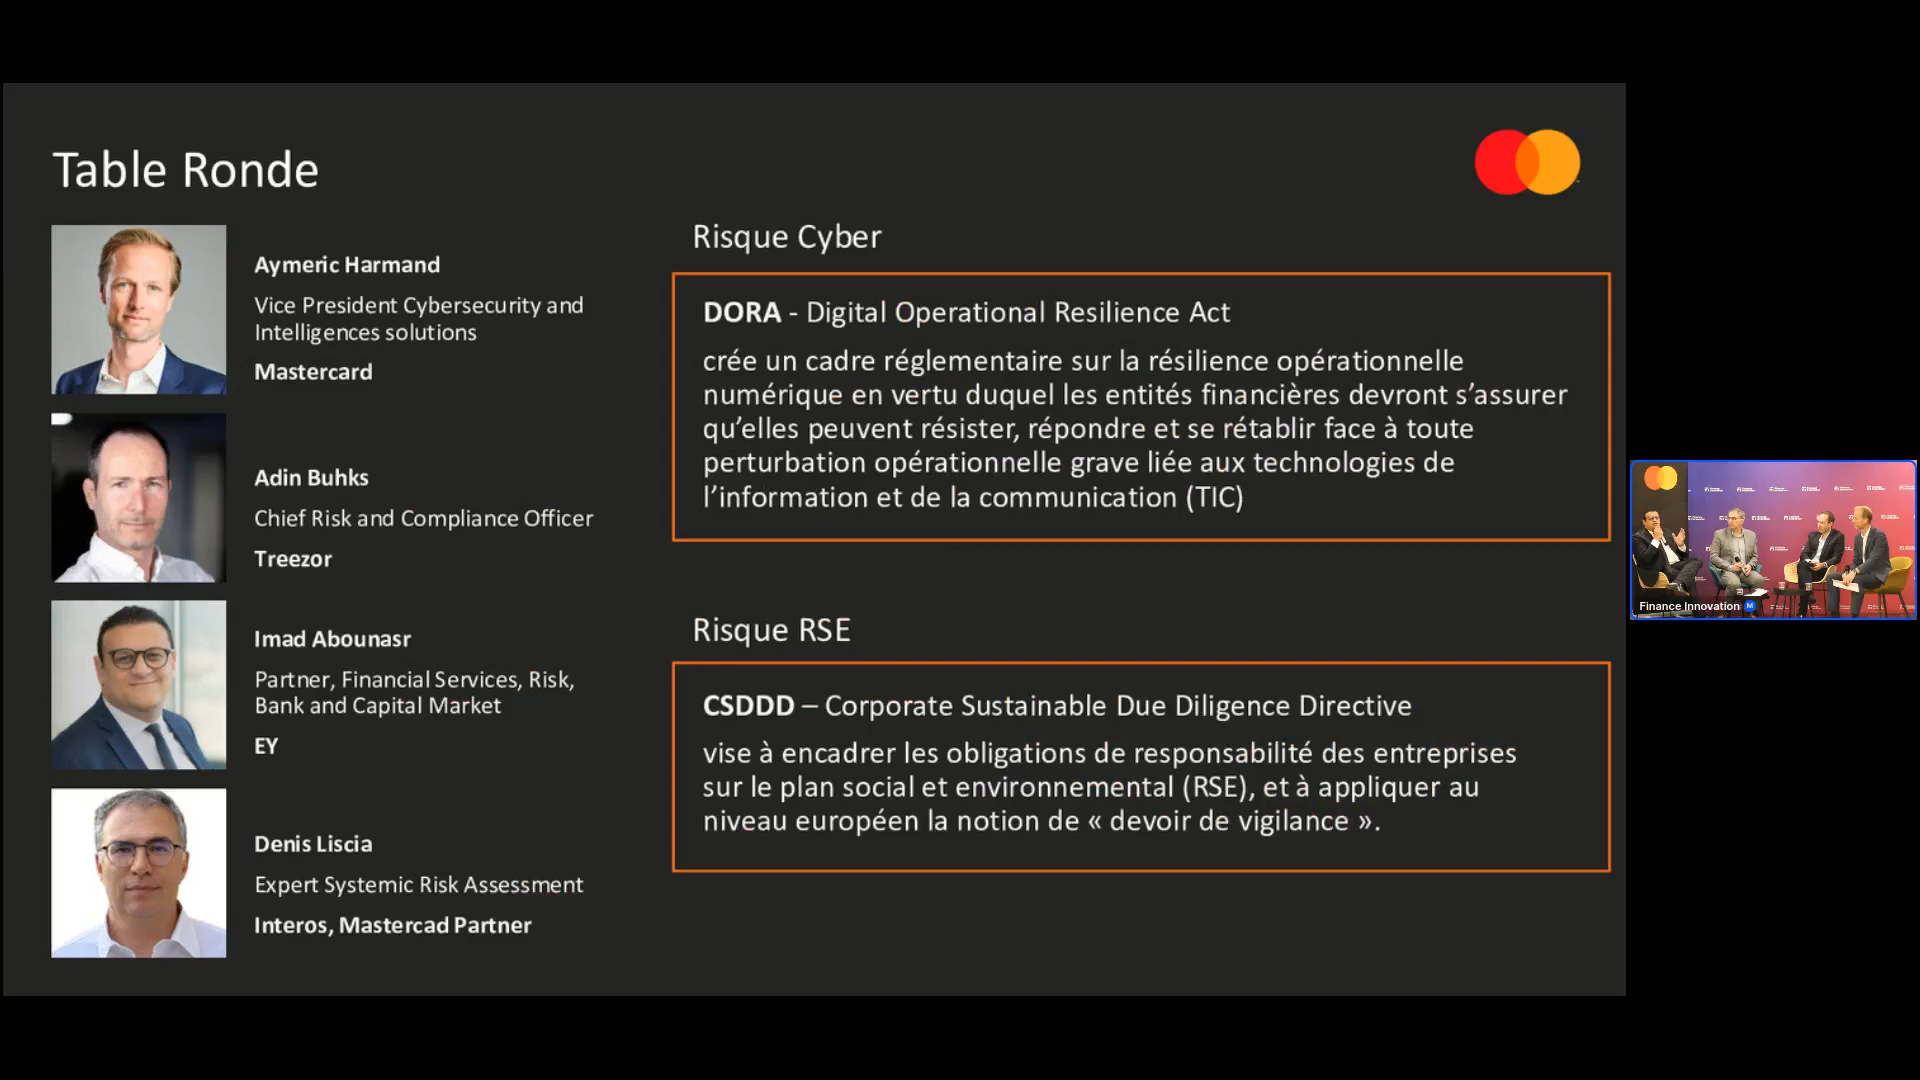 Table Ronde
Aymeric Harmand
Vice President Cybersecurity and
Intelligences solutions
Mastercard
Adin Buhks
Chief Risk and Compliance Officer
Treezor
Imad Abounasr
Partner, Financial Services, Risk,
Bank and Capital Market
EY
Denis Liscia
Expert Systemic Risk Assessment
Interos, Mastercad Partner
Risque Cyber
DORA - Digital Operational Resilience Act
crée un cadre réglementaire sur la résilience opérationnelle
numérique en vertu duquel les entités financières devront s’assurer
qu’elles peuvent résister, répondre et se rétablir face à toute
perturbation opérationnelle grave liée aux technologies de
l’information et de la communication (TIC)
Risque RSE
CSDDD – Corporate Sustainable Due Diligence Directive
vise à encadrer les obligations de responsabilité des entreprises
sur le plan social et environnemental (RSE), et à appliquer au
niveau européen la notion de « devoir de vigilance ».
Finance Innovation M